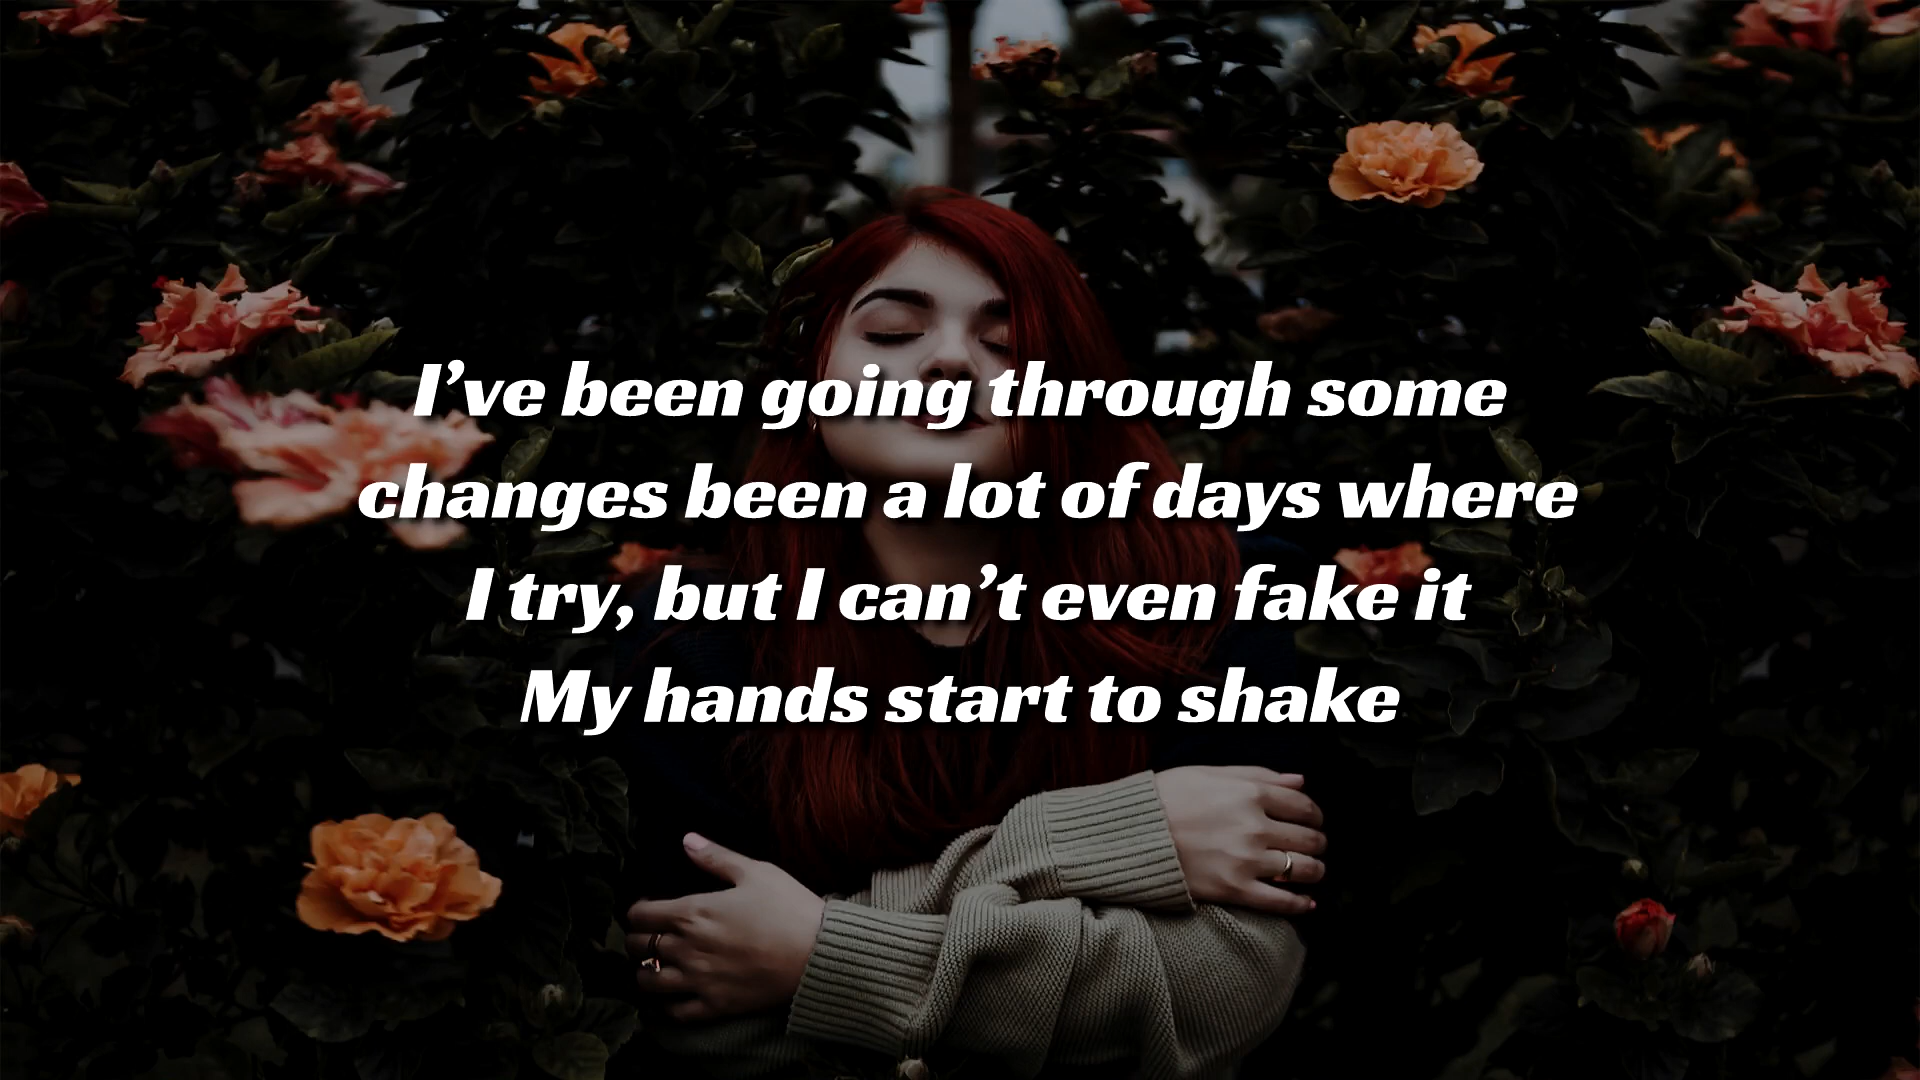 I’ve been going through some
changes been a lot of days where
I try, but I can’t even fake it
My hands start to shake